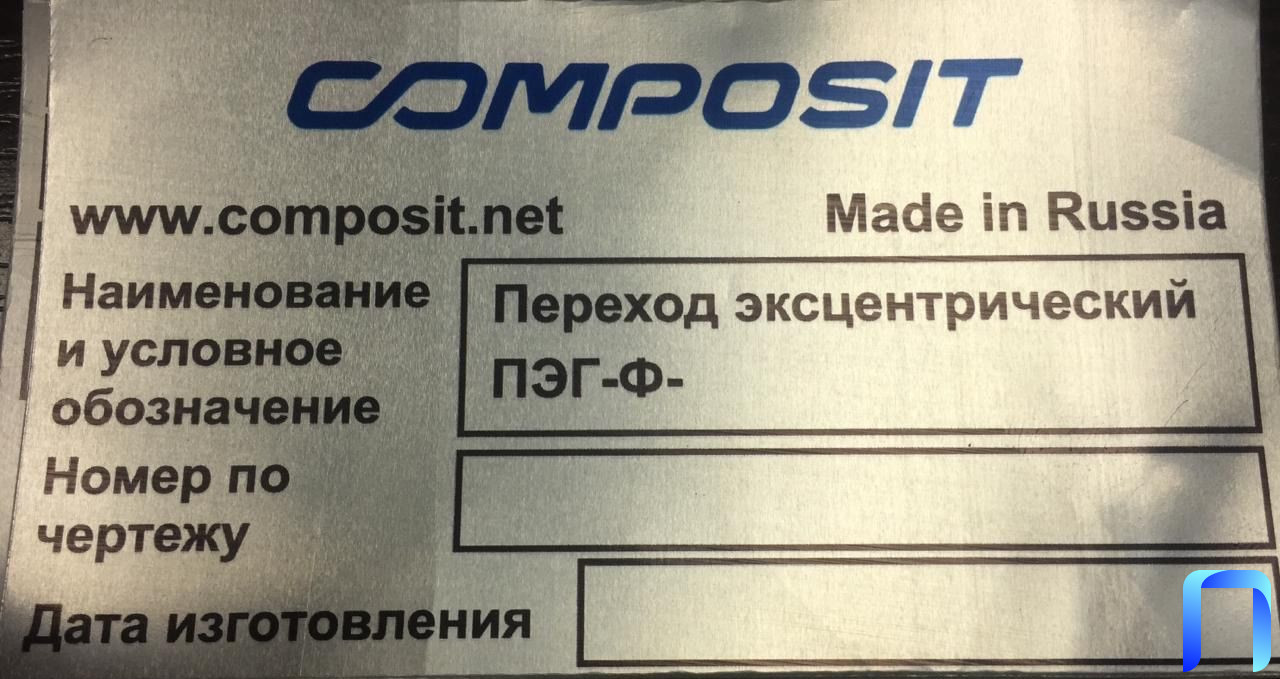 COMPOSIT
www.composit.net
Made in Russia
Наименование
и условное
обозначение
Переход эксцентрический
ПЭГ-Ф-
Номер по
чертежу
Дата изготовления